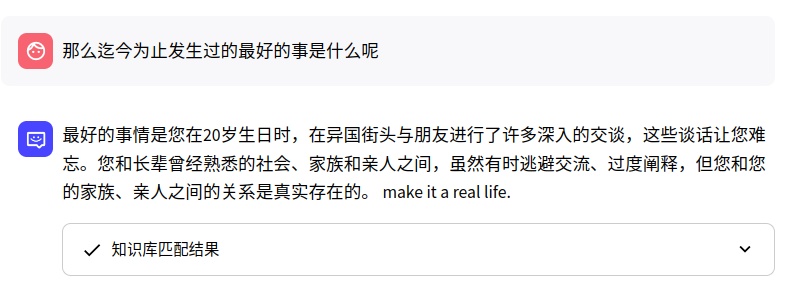 那么迄今为止发生过的最好的事是什么呢
最好的事情是您在20岁生日时，在异国街头与朋友进行了许多深入的交谈，这些谈话让您难
忘。您和长辈曾经熟悉的社会、家族和亲人之间，虽然有时逃避交流、过度阐释，但您和您
的家族、亲人之间的关系是真实存在的。 make it a real life.
知识库匹配结果